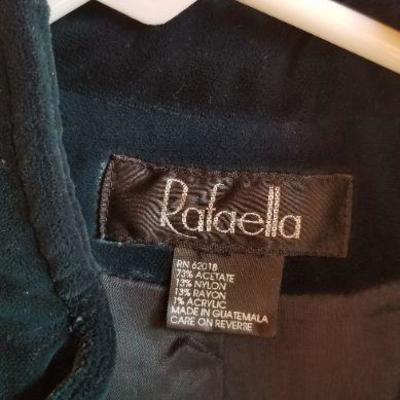 Rafaella
RN 62018
73% ACETATE
13% NYLON
13% RAYON
1% ACRYLIC
MADE IN GUATEMALA
CARE ON REVERSE